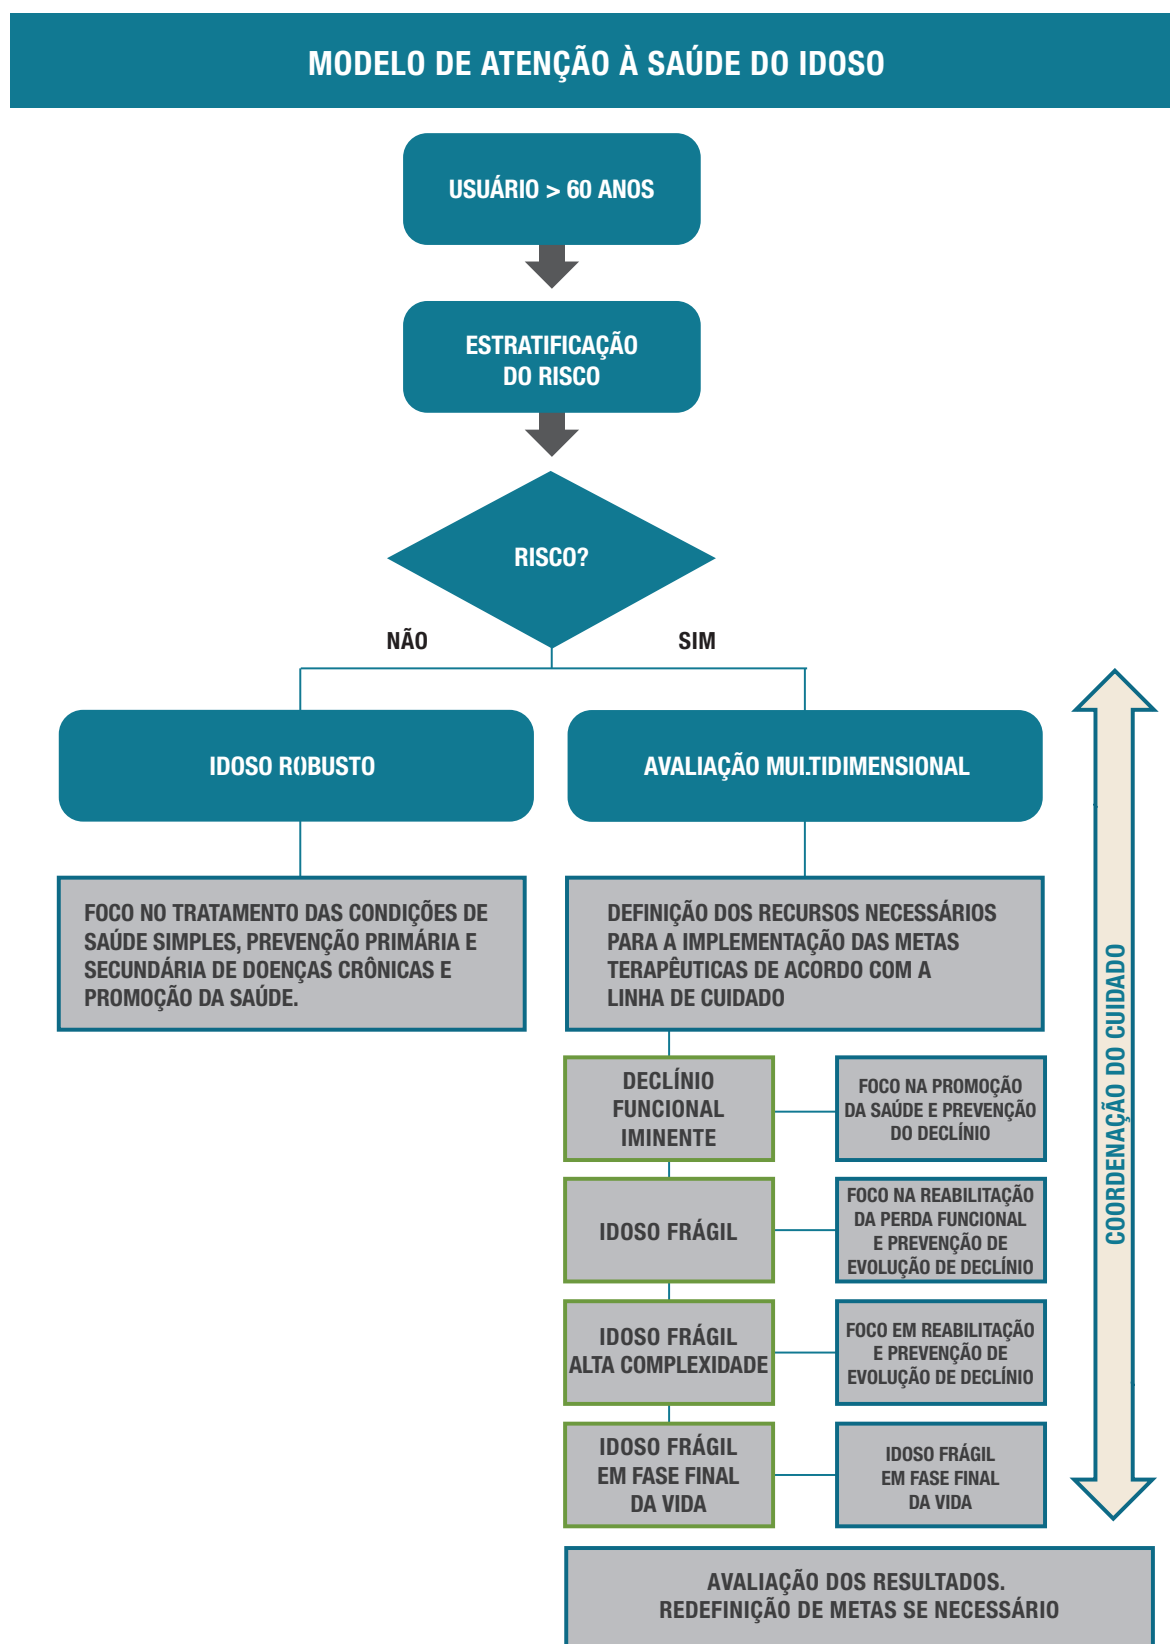 MODELO DE ATENÇÃO À SAÚDE DO IDOSO
USUÁRIO > 60 ANOS
ESTRATIFICAÇÃO
DO RISCO
RISCO?
NÃO
SIM
IDOSO ROBUSTO
AVALIAÇÃO MULTIDIMENSIONAL
FOCO NO TRATAMENTO DAS CONDIÇÕES DE
SAÚDE SIMPLES, PREVENÇÃO PRIMÁRIA E
SECUNDÁRIA DE DOENÇAS CRÔNICAS E
PROMOÇÃO DA SAÚDE.
DEFINIÇÃO DOS RECURSOS NECESSÁRIOS
PARA A IMPLEMENTAÇÃO DAS METAS
TERAPÊUTICAS DE ACORDO COM A
LINHA DE CUIDADO
DECLÍNIO
FUNCIONAL
IMINENTE
FOCO NA PROMOÇÃO
DA SAÚDE E PREVENÇÃO
DO DECLÍNIO
IDOSO FRÁGIL
FOCO NA REABILITAÇÃO
DA PERDA FUNCIONAL
E PREVENÇÃO DE
EVOLUÇÃO DE DECLÍNIO
IDOSO FRÁGIL
ALTA COMPLEXIDADE
FOCO EM REABILITAÇÃO
E PREVENÇÃO DE
EVOLUÇÃO DE DECLÍNIO
IDOSO FRÁGIL
EM FASE FINAL
DA VIDA
IDOSO FRÁGIL
EM FASE FINAL
DA VIDA
COORDENAÇÃO DO CUIDADO
AVALIAÇÃO DOS RESULTADOS.
REDEFINIÇÃO DE METAS SE NECESSÁRIO